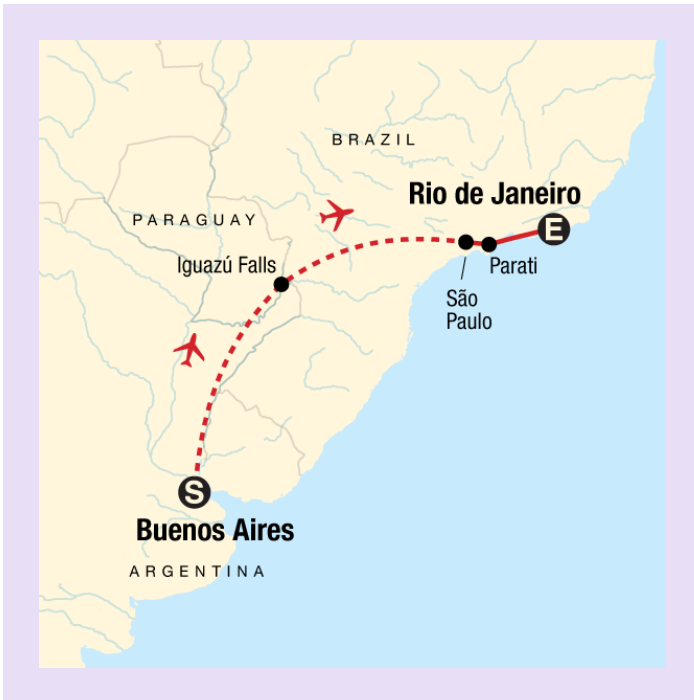 BRAZIL
Rio de Janeiro
PARAGUAY
E
Iguazú Falls
Parati
São
Paulo
S
Buenos Aires
ARGENTINA